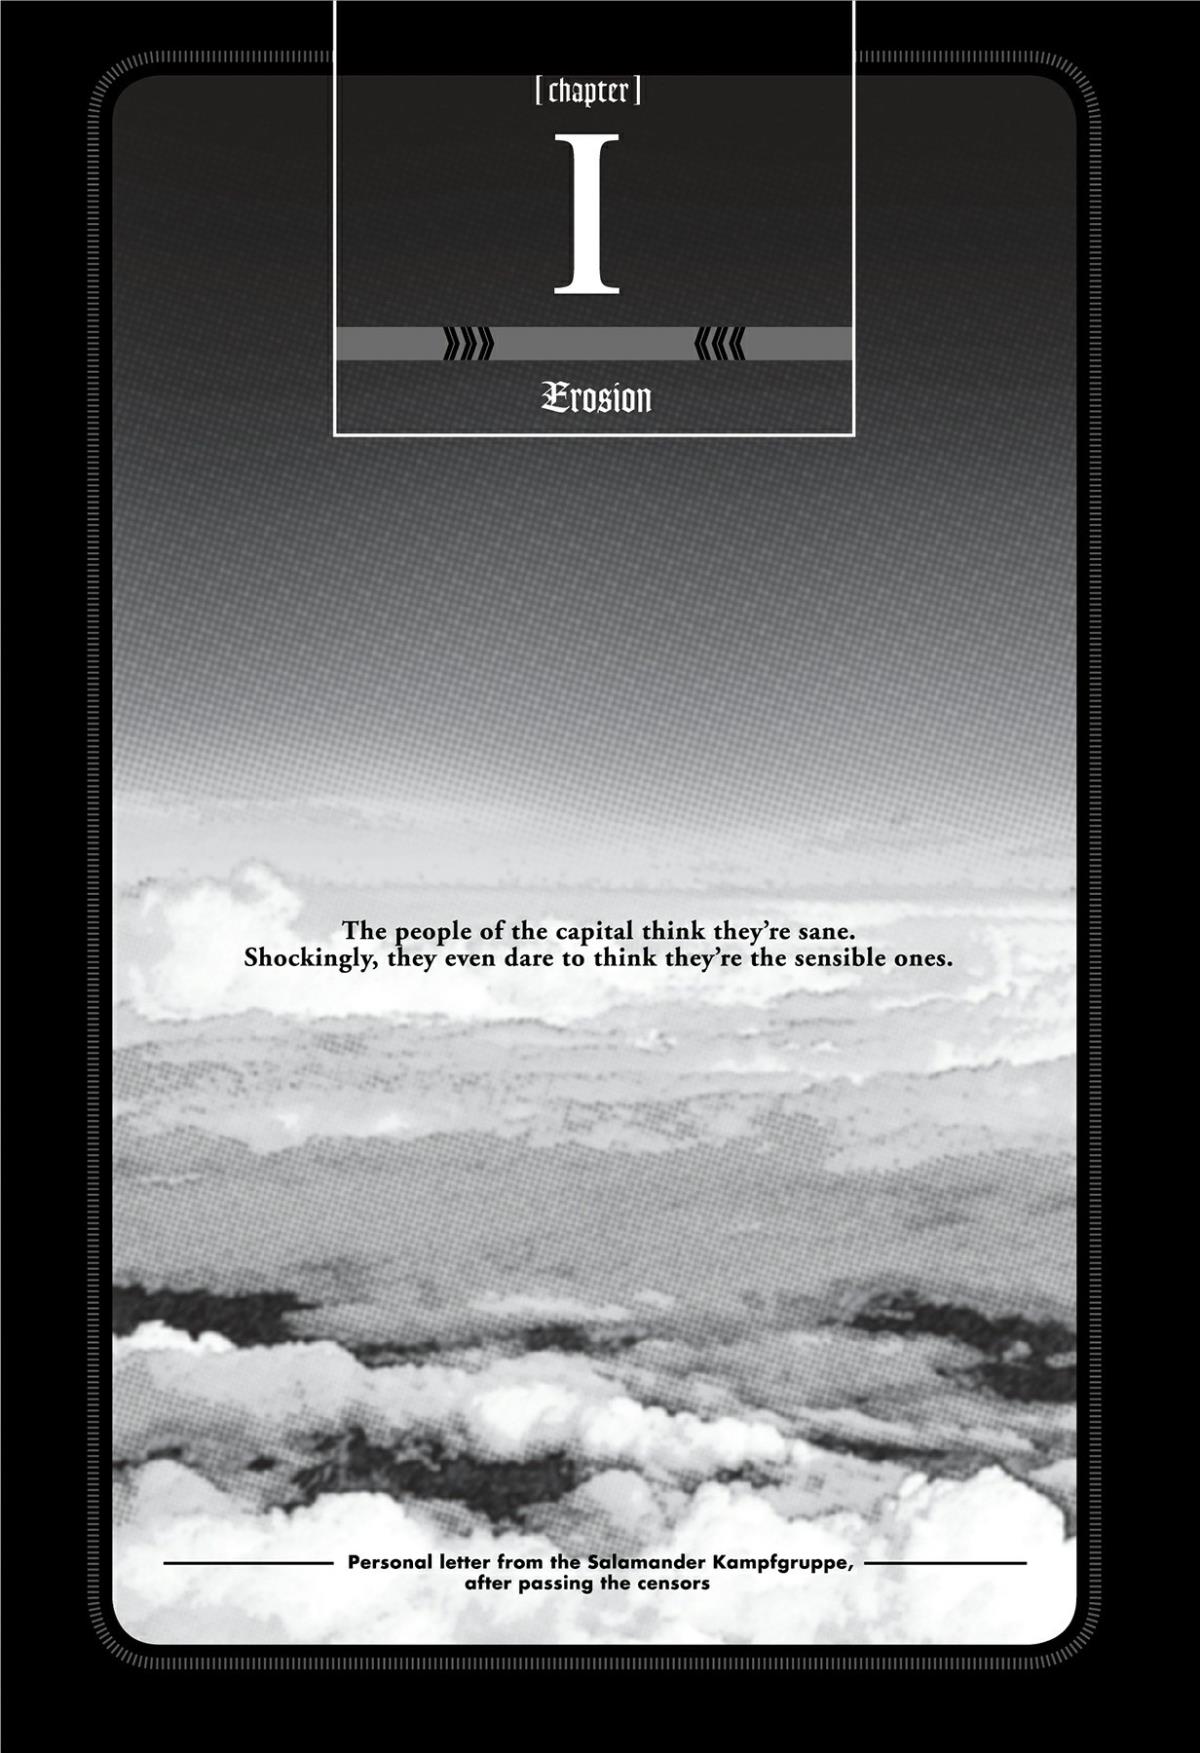 [chapter]
I
Erosion
The people of the capital think they’re sane.
Shockingly, they even dare to think they’re the sensible ones.
Personal letter from the Salamander Kampfgruppe,
after passing the censors